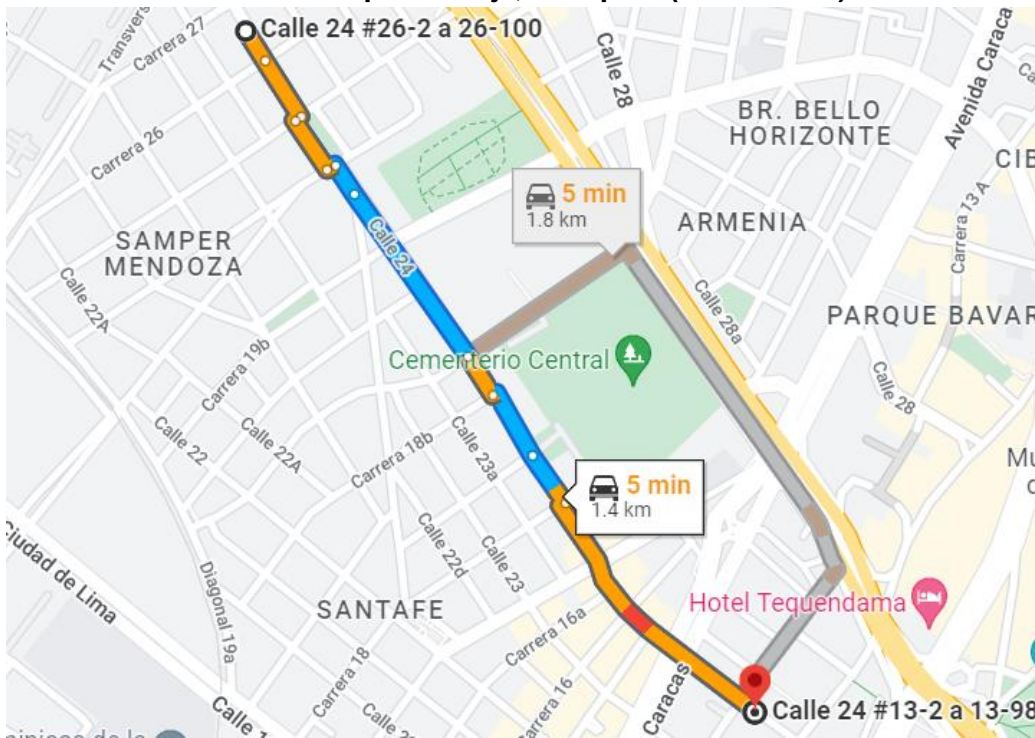 Calle 24 #26-2 a 26-100
Carrera 27
Calle 28
Avenida Caraca
BR. BELLO
HORIZONTE
Carrera 26
5 min
1.8 km
ARMENIA
Carrera 13 A
SAMPER
MENDOZA
Calle 24
Calle 22A
Calle 28a
PARQUE BAVAR
Carrera 19b
Cementerio Central
Calle 28
Calle 22
Calle 22A
Carrera 18b
Calle 23a
5 min
1.4 km
Ciudad de Lima
Calle 22d
Calle 23
Diagonal 19a
SANTAFE
Hotel Tequendama
Carrera 16a
Carrera 18
Carrera 16
Caracas
Calle 24 #13-2 a 13-98
Calle 1